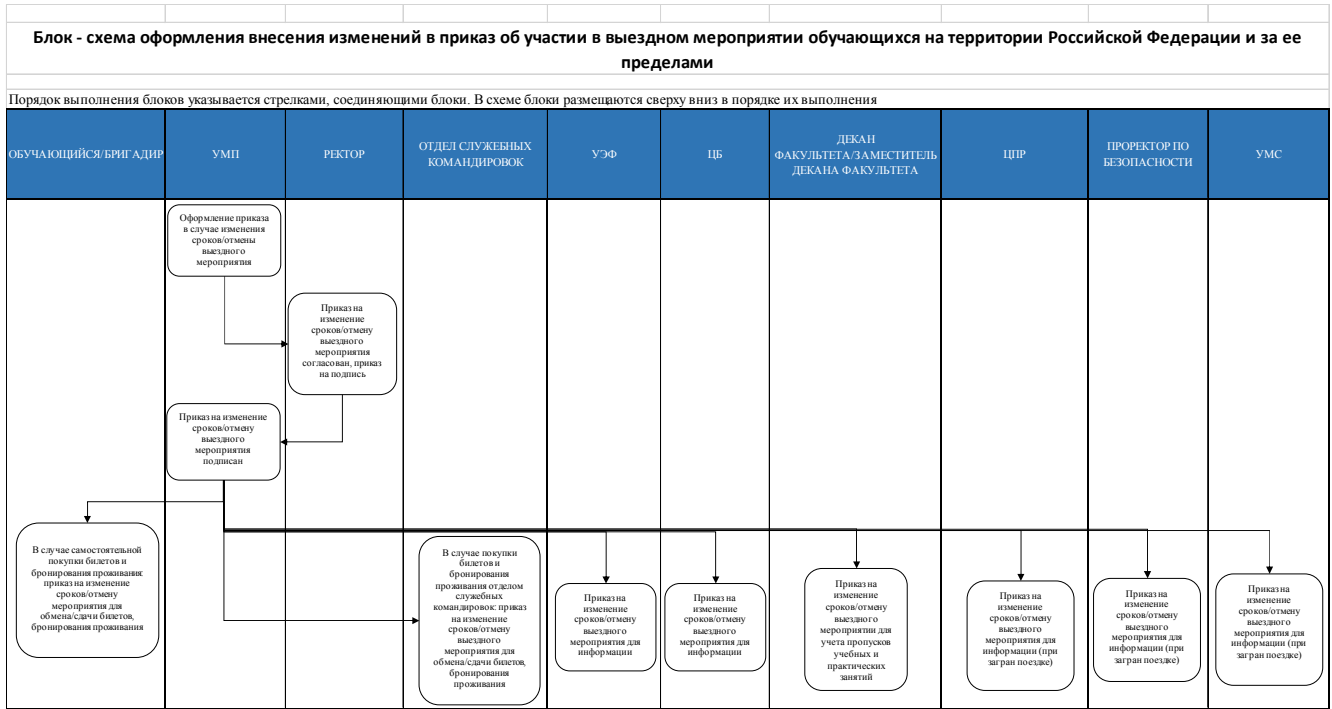 Блок - схема оформления внесения изменений в приказ об участии в выездном мероприятии обучающихся на территории Российской Федерации и за ее
пределами
Порядок выполнения блоков указывается стрелками, соединяющими блоки. В схеме блоки размещаются сверху вниз в порядке их выполнения
ОБУЧАЮЩИЙСЯ/БРИГАДИР
УМП
РЕКТОР
ОТДЕЛ СЛУЖЕБНЫХ
КОМАНДИРОВОК
УЭФ
ЦБ
ДЕКАН
ФАКУЛЬТЕТА/ЗАМЕСТИТЕЛЬ
ДЕКАНА ФАКУЛЬТЕТА
ЦПР
ПРОРЕКТОР ПО
БЕЗОПАСНОСТИ
УМС
Оформление приказа
в случае изменения
сроков/отмены
выездного
мероприятия
Приказ на
изменение
сроков/отмену
выездного
мероприятия
согласован, приказ
на подпись
Приказ на изменение
сроков/отмену
выездного
мероприятия
подписан
В случае самостоятельной
покупки билетов и
бронирования проживания:
приказ на изменение
сроков/отмену
мероприятия для
обмена/сдачи билетов,
бронирования проживания
В случае покупки
билетов и
бронирования
проживания отделом
служебных
командировок: приказ
на изменение
сроков/отмену
выездного
мероприятия для
обмена/сдачи билетов,
бронирования
проживания
Приказ на
изменение
сроков/отмену
выездного
мероприятия для
информации
Приказ на
изменение
сроков/отмену
выездного
мероприятия для
информации
Приказ на
изменение
сроков/отмену
выездного
мероприятии для
учета пропусков
учебных и
практических
занятий
Приказ на
изменение
сроков/отмену
выездного
мероприятия для
информации (при
загран поездке)
Приказ на
изменение
сроков/отмену
выездного
мероприятия для
информации (при
загран поездке)
Приказ на
изменение
сроков/отмену
выездного
мероприятия для
информации (при
загран поездке)